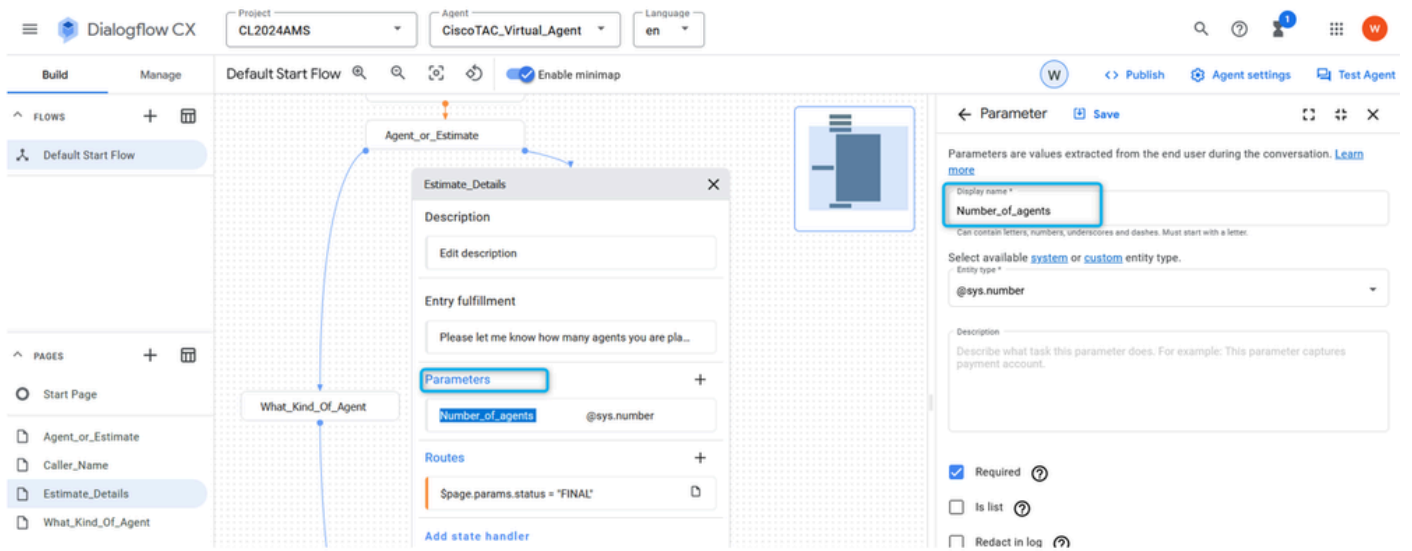 Dialogflow CX
Project
CL2024AMS
Agent
CiscoTAC_Virtual_Agent
Language
en
1
W
Build
Manage
Default Start Flow
Enable minimap
W
<> Publish
Agent settings
Test Agent
FLOWS
Default Start Flow
PAGES
Start Page
Agent_or_Estimate
Caller_Name
Estimate_Details
What_Kind_Of_Agent
Agent_or_Estimate
What_Kind_Of_Agent
Estimate_Details
Description
Edit description
Entry fulfillment
Please let me know how many agents you are pla...
Parameters
Number_of_agents @sys.number
Routes
$page.params.status = "FINAL"
Add state handler
Parameter
Save
Parameters are values extracted from the end user during the conversation. Learn
more
Display name *
Number_of_agents
Can contain letters, numbers, underscores and dashes. Must start with a letter.
Select available system or custom entity type.
Entity type *
@sys.number
Description
Describe what task this parameter does. For example: This parameter captures
payment account.
Required
Is list
Redact in log